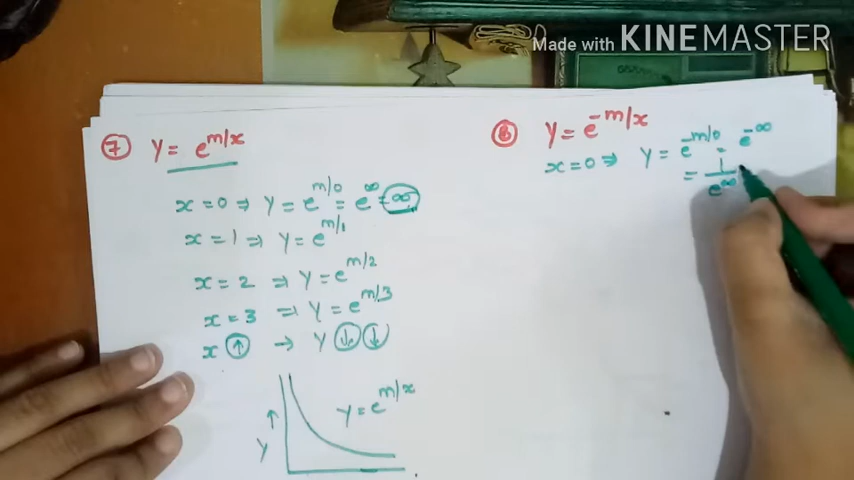 Made with KINEMASTER
⑦ y = e^m/x
x = 0 ⇒ y = e^m/0 = e^∞ = ∞
x = 1 ⇒ y = e^m/1
x = 2 ⇒ y = e^m/2
x = 3 ⇒ y = e^m/3
x ↑ → y ↓ ↓
y = e^m/x
↑
y
⑧ y = e^-m/x
x = 0 ⇒ y = e^-m/0 = e^-∞
= 1/e^∞